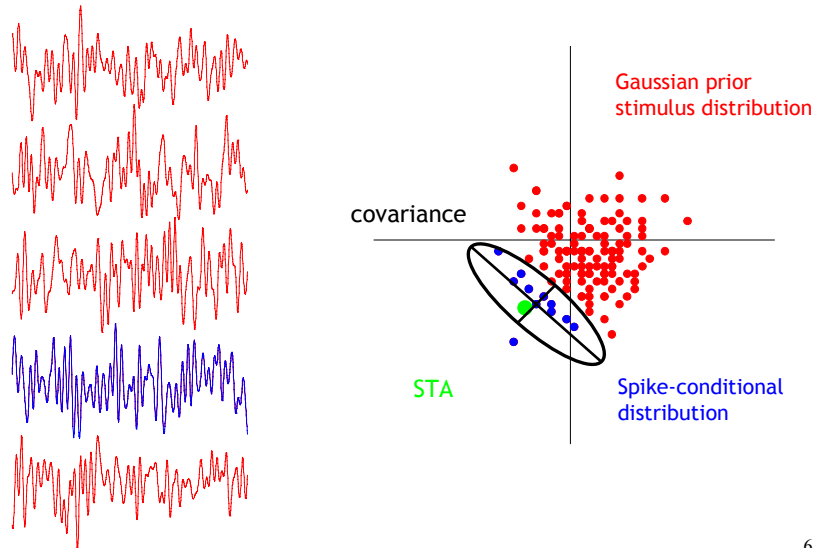 Gaussian prior
stimulus distribution
covariance
STA
Spike-conditional
distribution
6